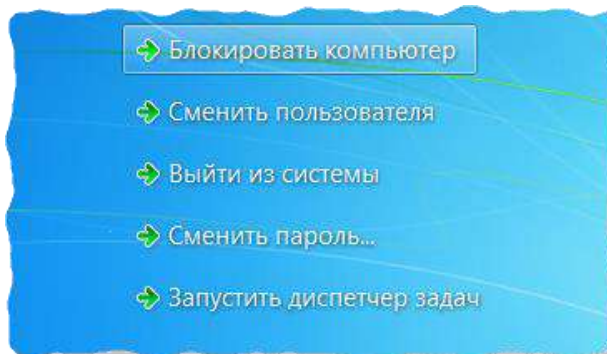 Блокировать компьютер
Сменить пользователя
Выйти из системы
Сменить пароль...
Запустить диспетчер задач